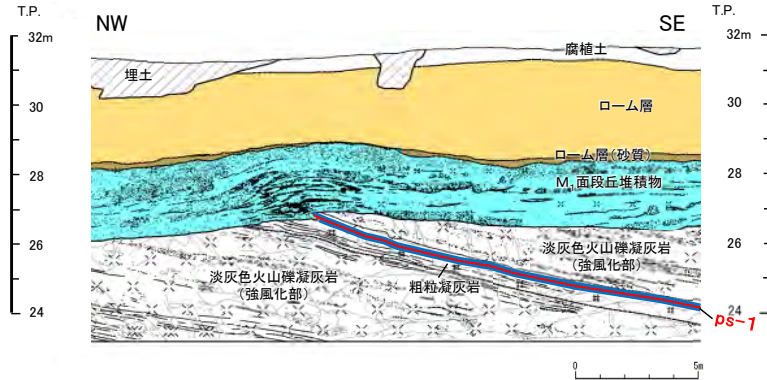 T.P.
NW
SE
T.P.
32m
32m
腐植土
埋土
ローム層
30
30
ローム層(砂質)
28
28
M₁面段丘堆積物
26
26
淡灰色火山礫凝灰岩
(強風化部)
淡灰色火山礫凝灰岩
(強風化部)
粗粒凝灰岩
24
24
ps-1
0
5m